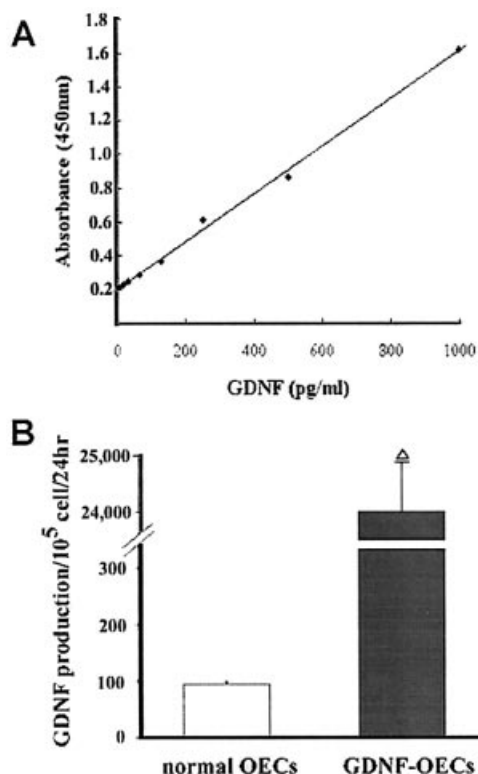 A
Absorbance (450nm)
1.8
1.6
1.4
1.2
1.0
0.8
0.6
0.4
0.2
0 200 400 600 800 1000
GDNF (pg/ml)
B
GDNF production/10⁵ cell/24hr
25,000
24,000
300
200
100
0
normal OECs GDNF-OECs